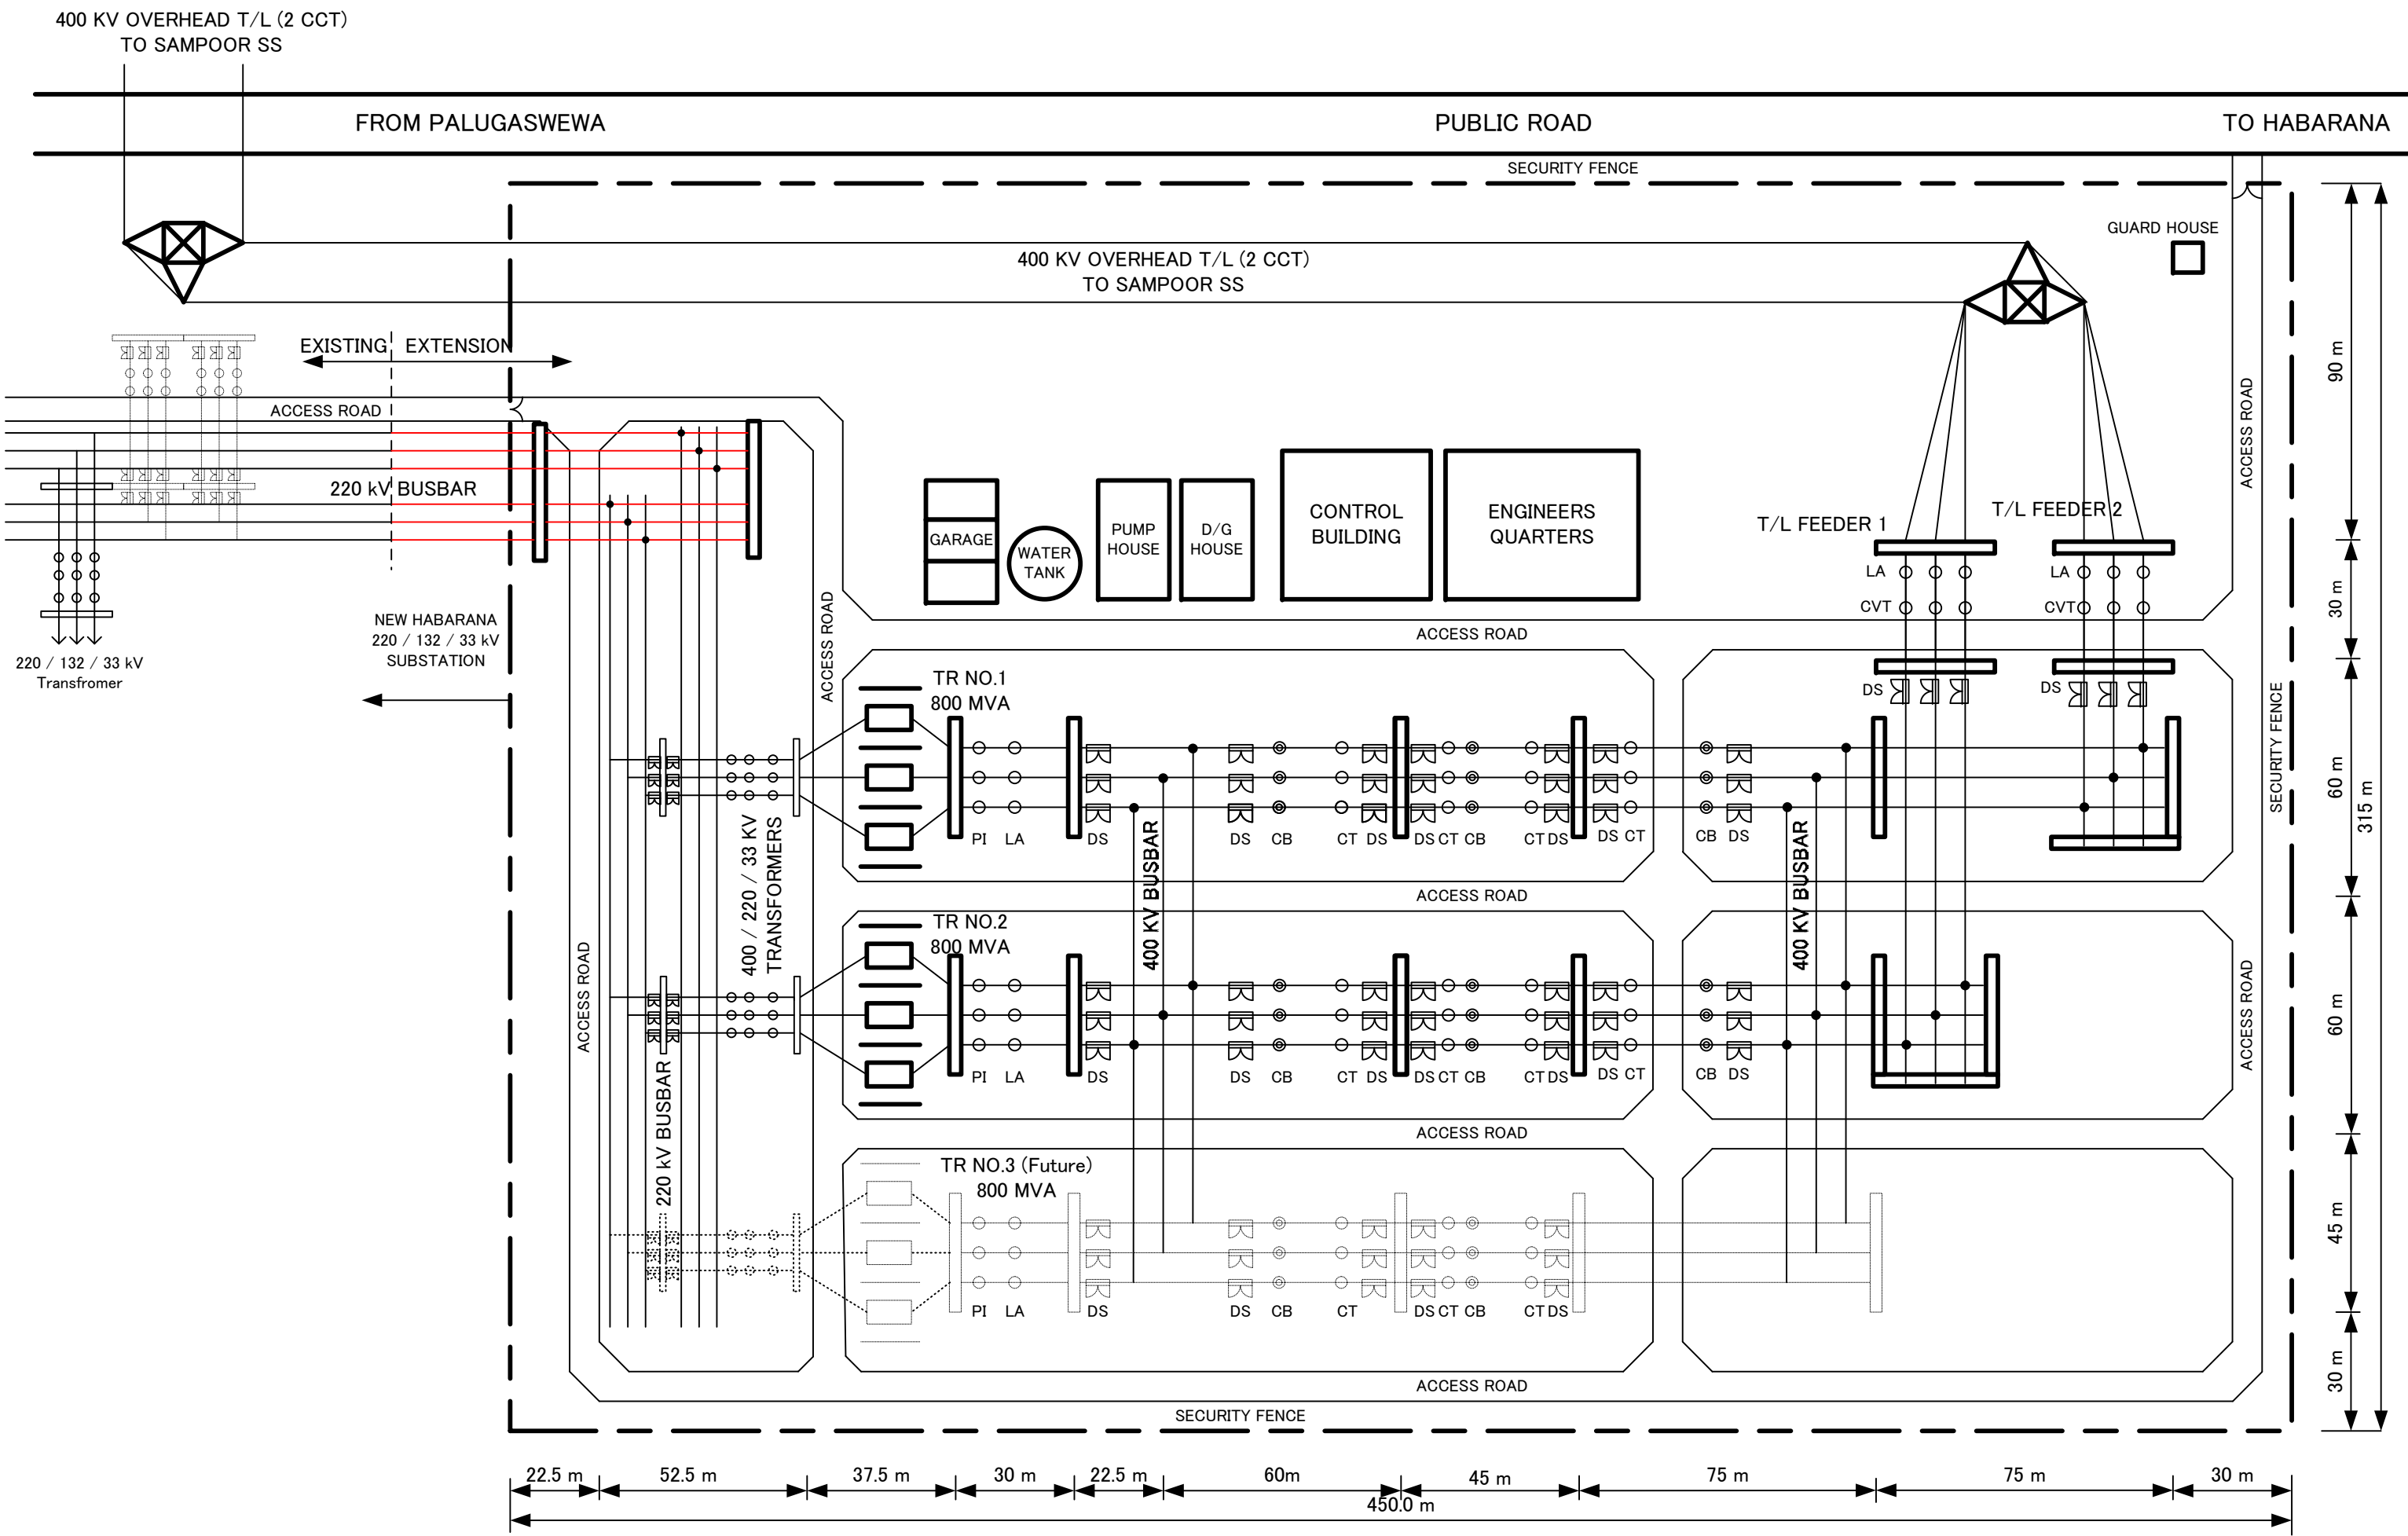 400 KV OVERHEAD T/L (2 CCT)
TO SAMPOOR SS
FROM PALUGASWEWA
PUBLIC ROAD
TO HABARANA
SECURITY FENCE
GUARD HOUSE
400 KV OVERHEAD T/L (2 CCT)
TO SAMPOOR SS
EXISTING
EXTENSION
ACCESS ROAD
220 kV BUSBAR
NEW HABARANA
220 / 132 / 33 kV
SUBSTATION
220 / 132 / 33 kV
Transfromer
GARAGE
WATER
TANK
PUMP
HOUSE
D/G
HOUSE
CONTROL
BUILDING
ENGINEERS
QUARTERS
T/L FEEDER 1
T/L FEEDER 2
LA
LA
CVT
CVT
DS
DS
ACCESS ROAD
ACCESS ROAD
ACCESS ROAD
SECURITY FENCE
TR NO.1
800 MVA
400 / 220 / 33 KV
TRANSFORMERS
PI
LA
DS
DS
CB
CT
DS
DS
CT
CB
CT
DS
DS
CT
CB
DS
400 KV BUSBAR
400 KV BUSBAR
ACCESS ROAD
TR NO.2
800 MVA
ACCESS ROAD
ACCESS ROAD
220 kV BUSBAR
PI
LA
DS
DS
CB
CT
DS
DS
CT
CB
CT
DS
DS
CT
CB
DS
ACCESS ROAD
TR NO.3 (Future)
800 MVA
PI
LA
DS
DS
CB
CT
DS
CT
CB
CT
DS
ACCESS ROAD
SECURITY FENCE
90 m
30 m
60 m
315 m
60 m
45 m
30 m
22.5 m
52.5 m
37.5 m
30 m
22.5 m
60m
45 m
75 m
75 m
30 m
450.0 m